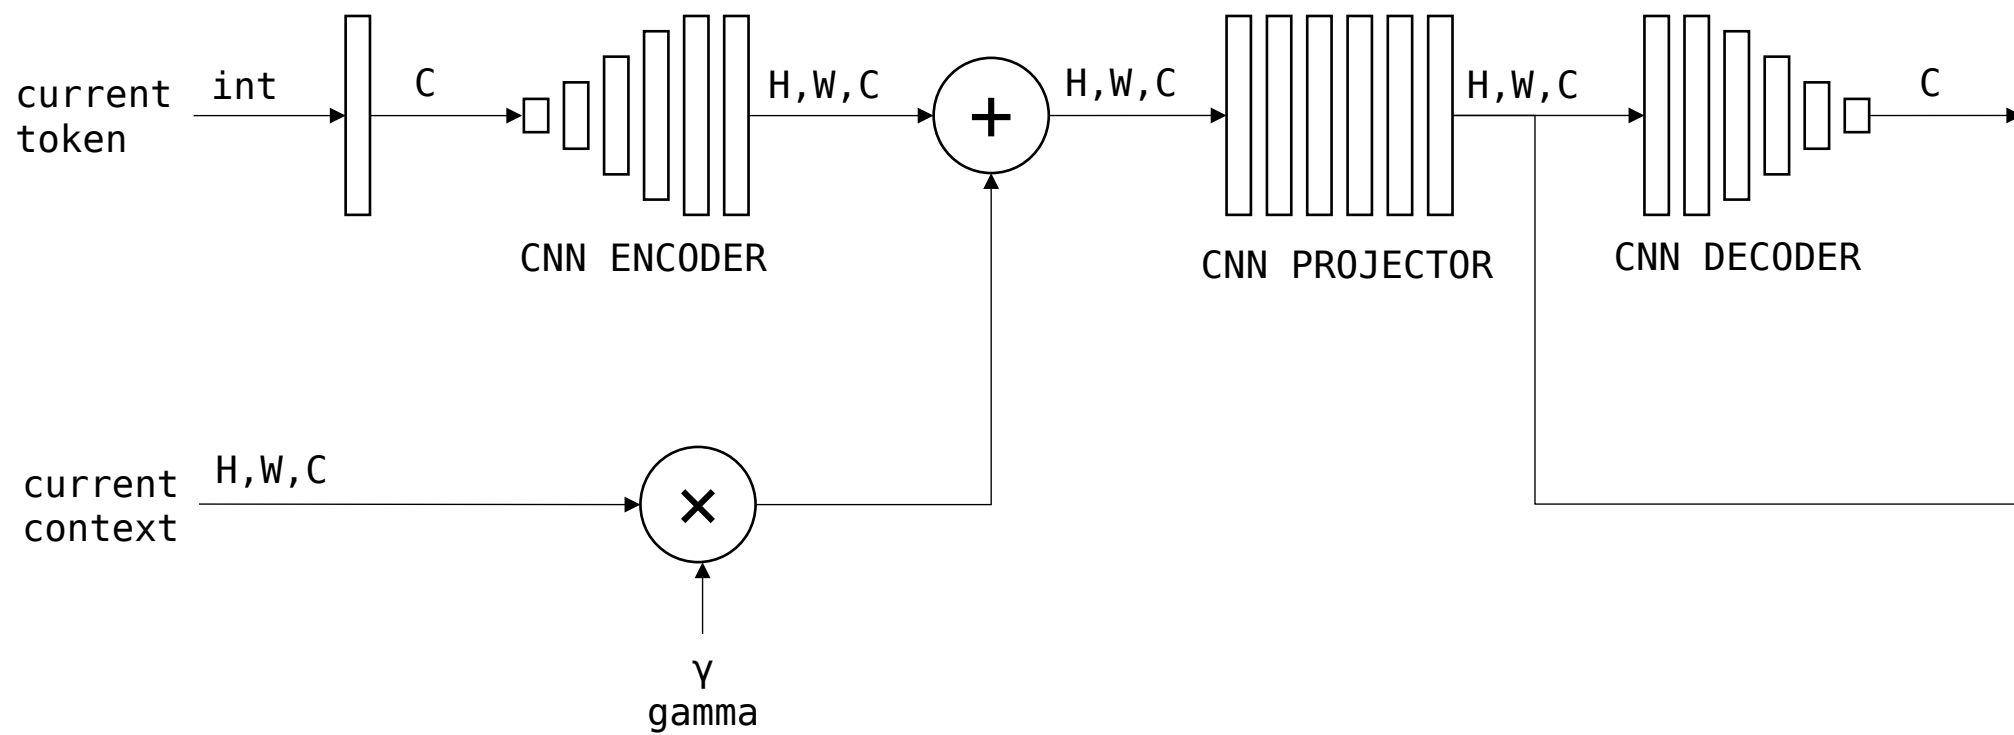 current
token
int
C
H,W,C
+
H,W,C
H,W,C
C
CNN ENCODER
CNN PROJECTOR
CNN DECODER
current
context
H,W,C
×
γ
gamma